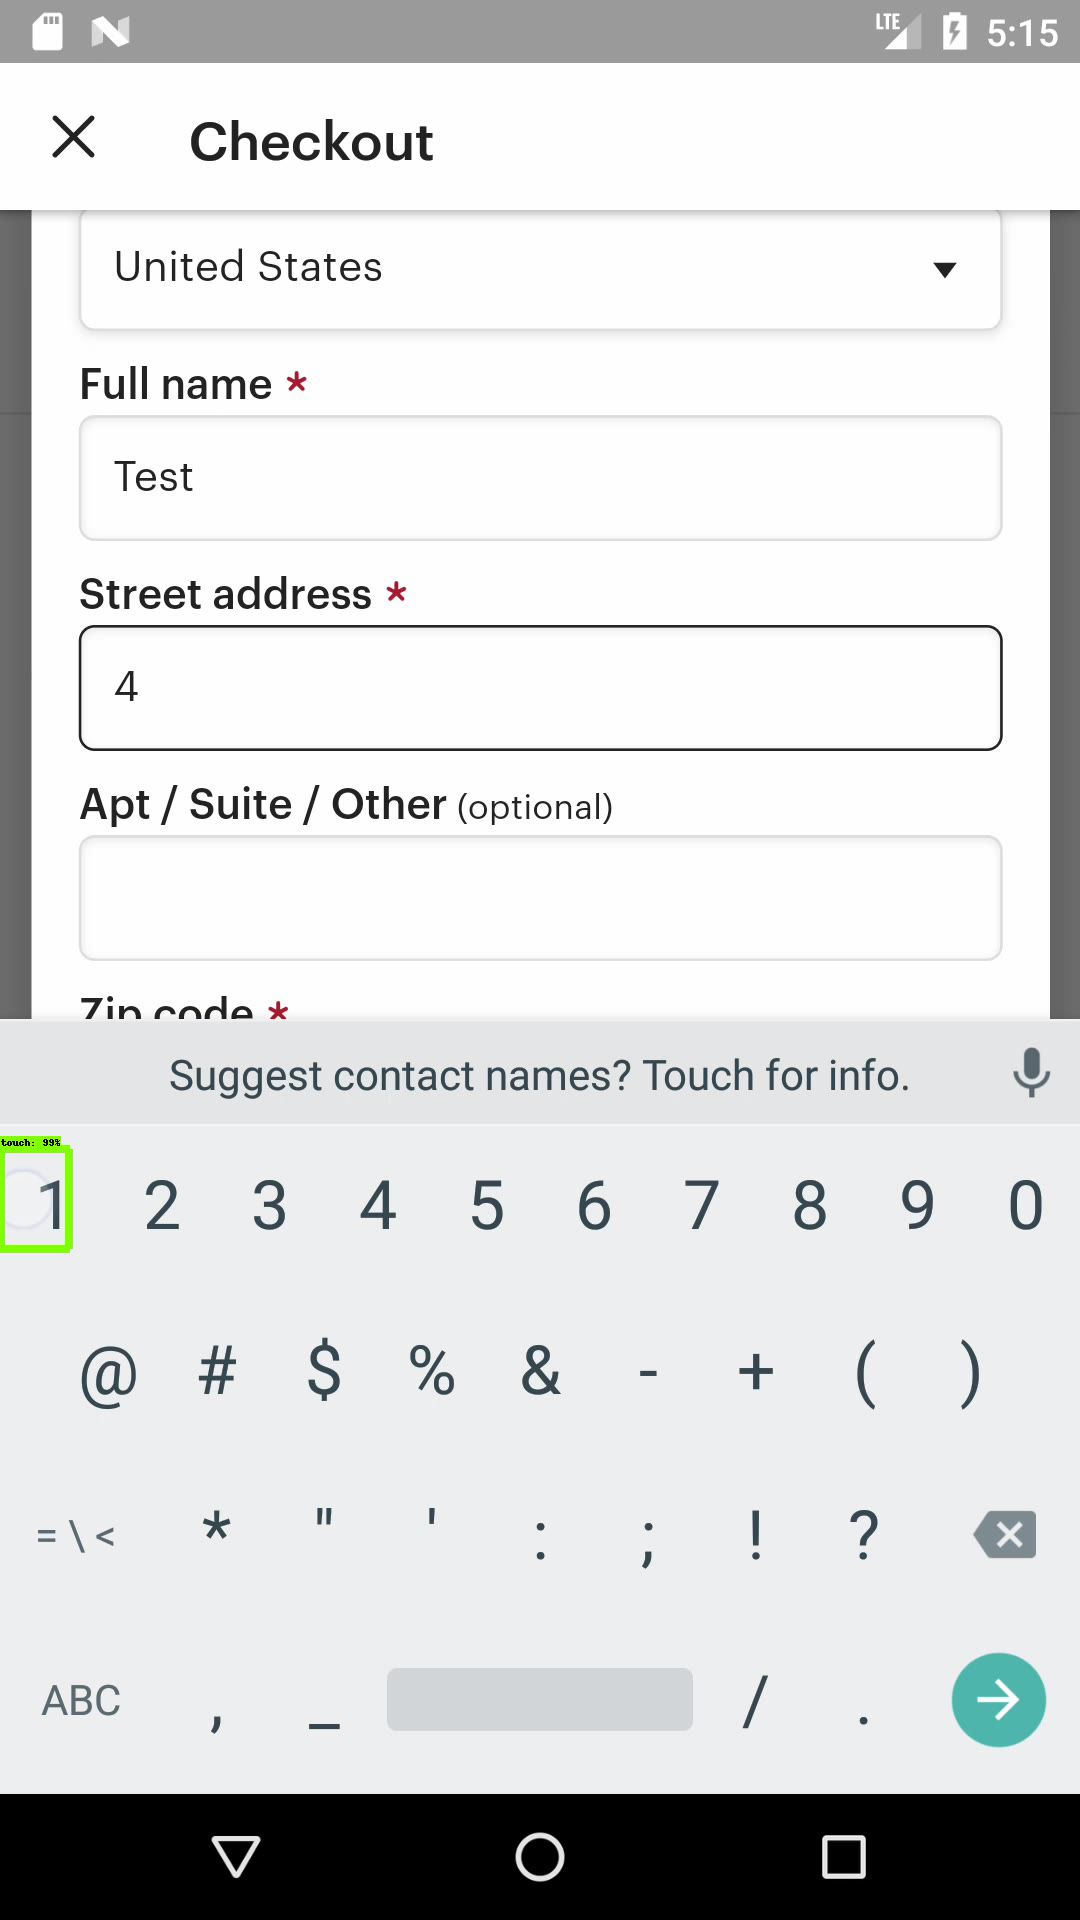 LTE 5:15
Checkout
United States
Full name *
Test
Street address *
4
Apt / Suite / Other (optional)
Zip code *
Suggest contact names? Touch for info.
touch: 99%
1 2 3 4 5 6 7 8 9 0
@ # $ % & - + ( )
= \ < * " ' : ; ! ?
ABC , _ / .